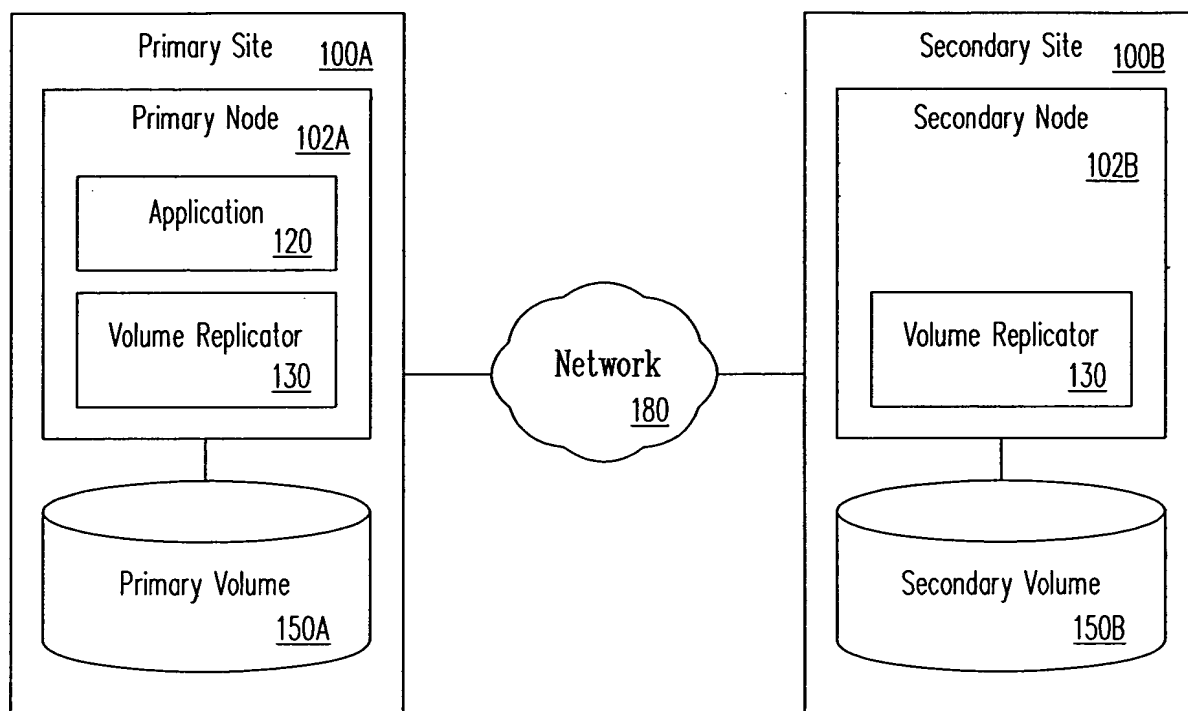 Primary Site
100A
Primary Node
102A
Application
120
Volume Replicator
130
Primary Volume
150A
Network
180
Secondary Site
100B
Secondary Node
102B
Volume Replicator
130
Secondary Volume
150B